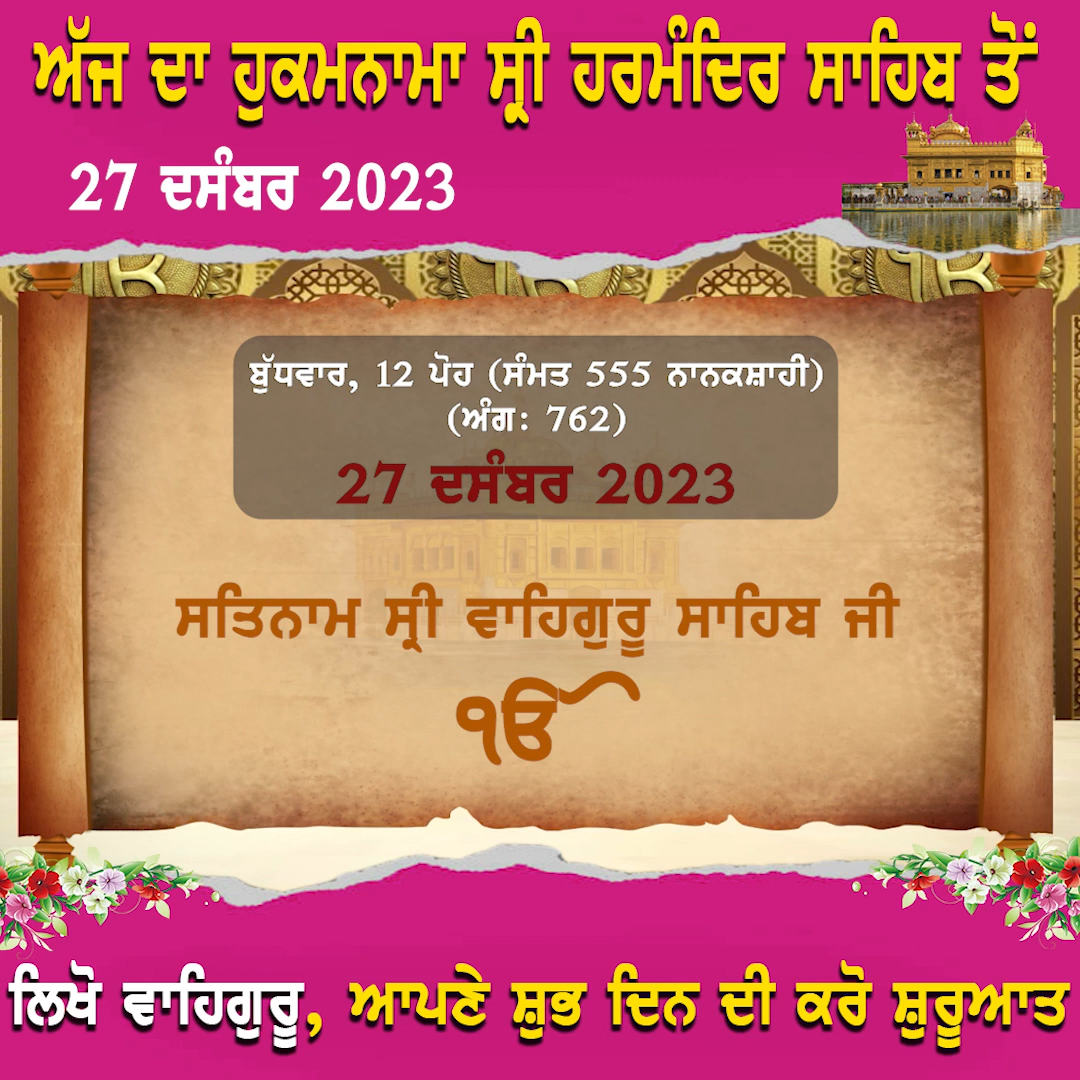 ਅੱਜ ਦਾ ਹੁਕਮਨਾਮਾ ਸ੍ਰੀ ਹਰਮੰਦਿਰ ਸਾਹਿਬ ਤੋਂ
27 ਦਸੰਬਰ 2023
ਬੁੱਧਵਾਰ, 12 ਪੋਹ (ਸੰਮਤ 555 ਨਾਨਕਸ਼ਾਹੀ)
(ਅੰਗ: 762)
27 ਦਸੰਬਰ 2023
ਸਤਿਨਾਮ ਸ੍ਰੀ ਵਾਹਿਗੁਰੂ ਸਾਹਿਬ ਜੀ
ੴ
ਲਿਖੋ ਵਾਹਿਗੁਰੂ, ਆਪਣੇ ਸ਼ੁਭ ਦਿਨ ਦੀ ਕਰੋ ਸ਼ੁਰੂਆਤ